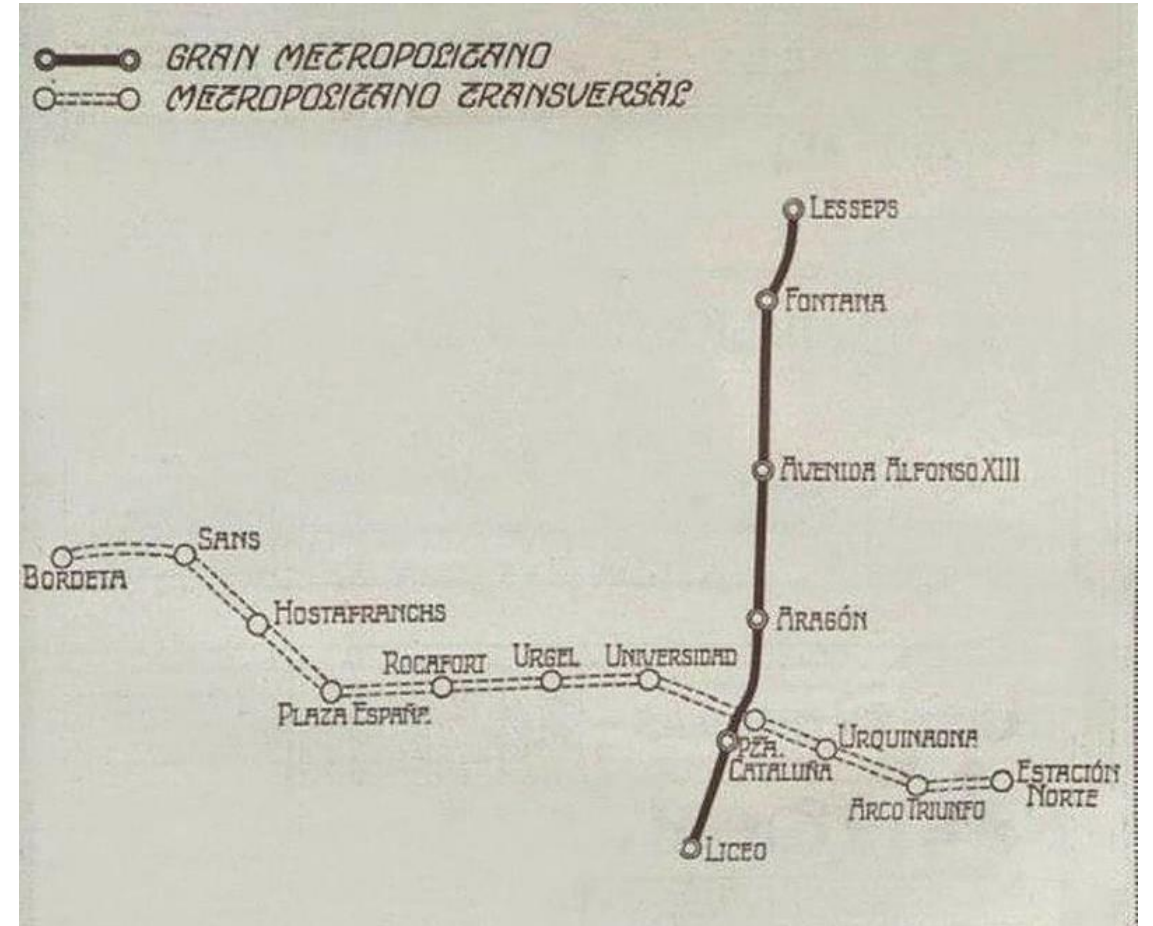 GRAN METROPOLITANO
METROPOLITANO TRANSVERSAL
LESSEPS
FONTANA
AVENIDA ALFONSO XIII
SANS
BORDETA
HOSTAFRANCHS
ARAGÓN
ROCAFORT
URGEL
UNIVERSIDAD
PLAZA ESPAÑA
PZA.
CATALUÑA
URQUINAONA
ESTACIÓN
NORTE
ARCO TRIUNFO
LICEO